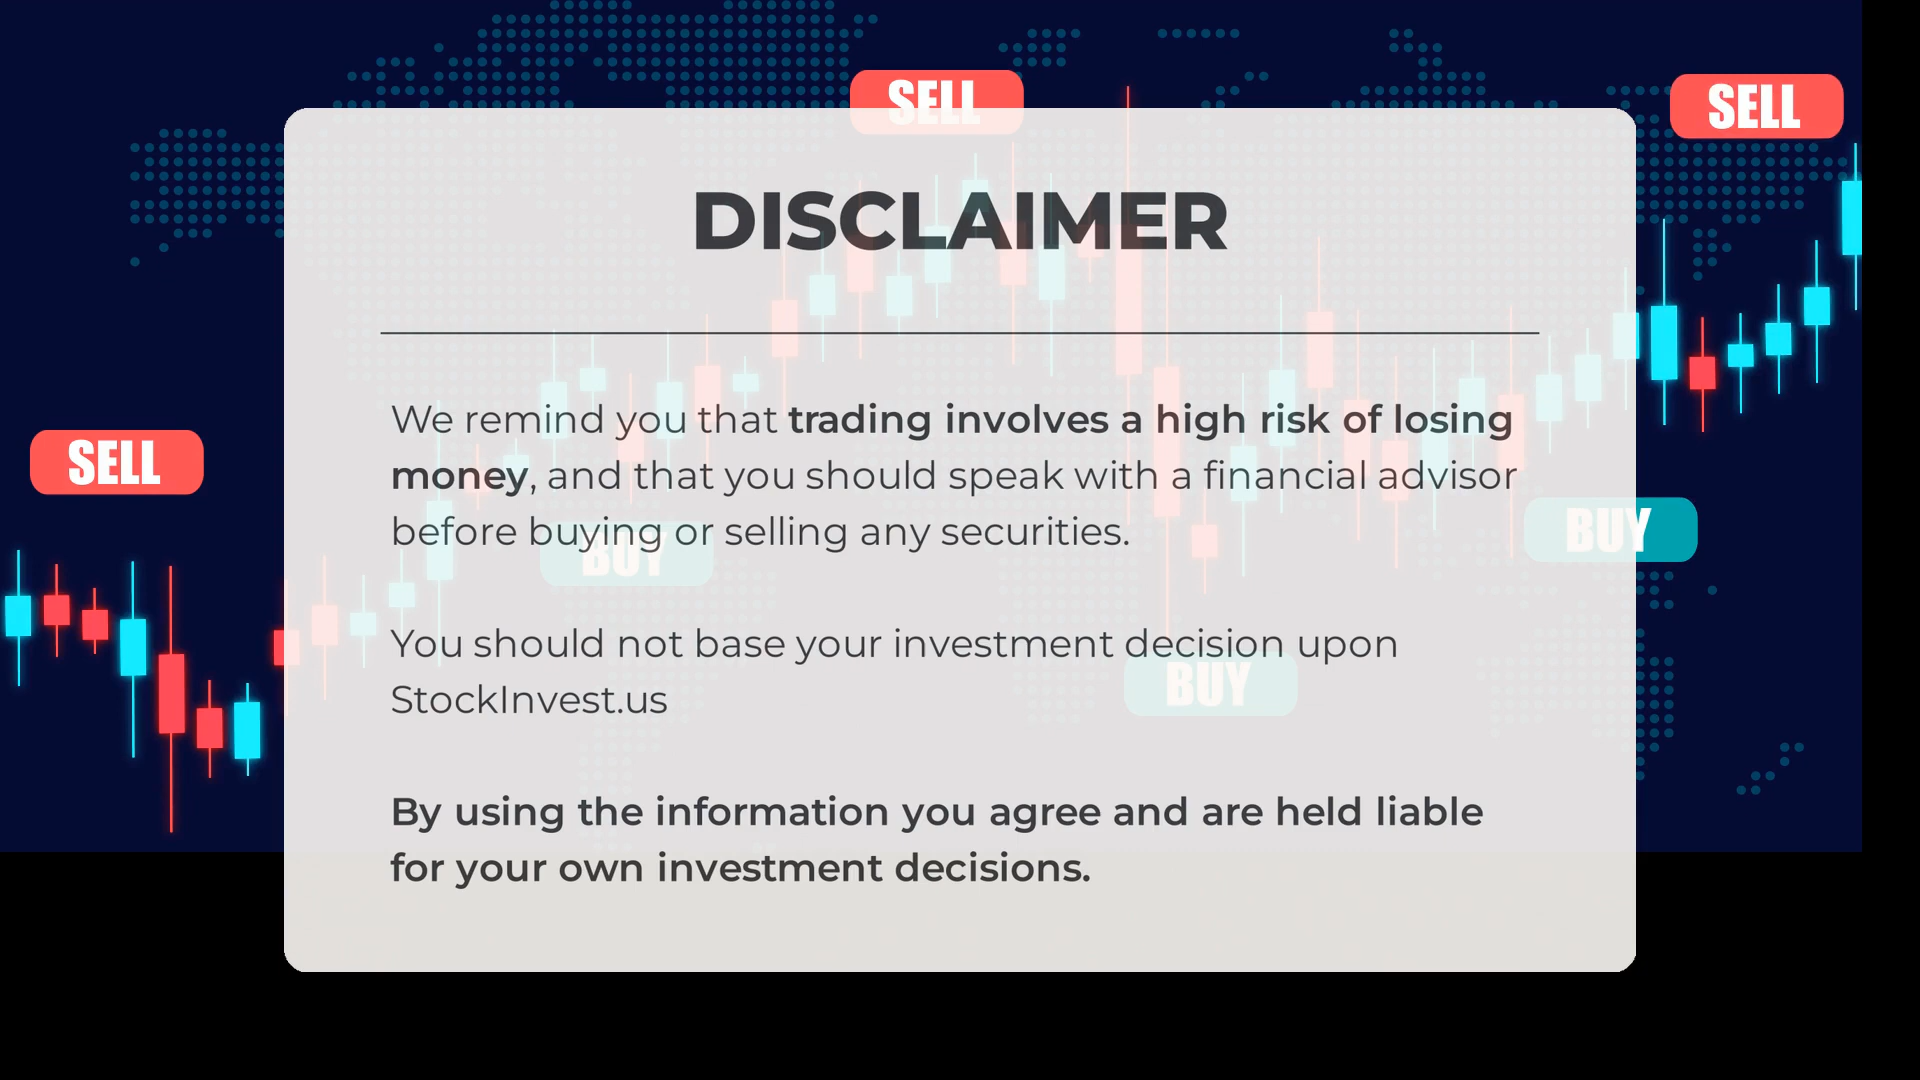 SELL
SELL
DISCLAIMER
We remind you that trading involves a high risk of losing
money, and that you should speak with a financial advisor
before buying or selling any securities.
SELL
BUY
BUY
You should not base your investment decision upon
StockInvest.us
BUY
By using the information you agree and are held liable
for your own investment decisions.